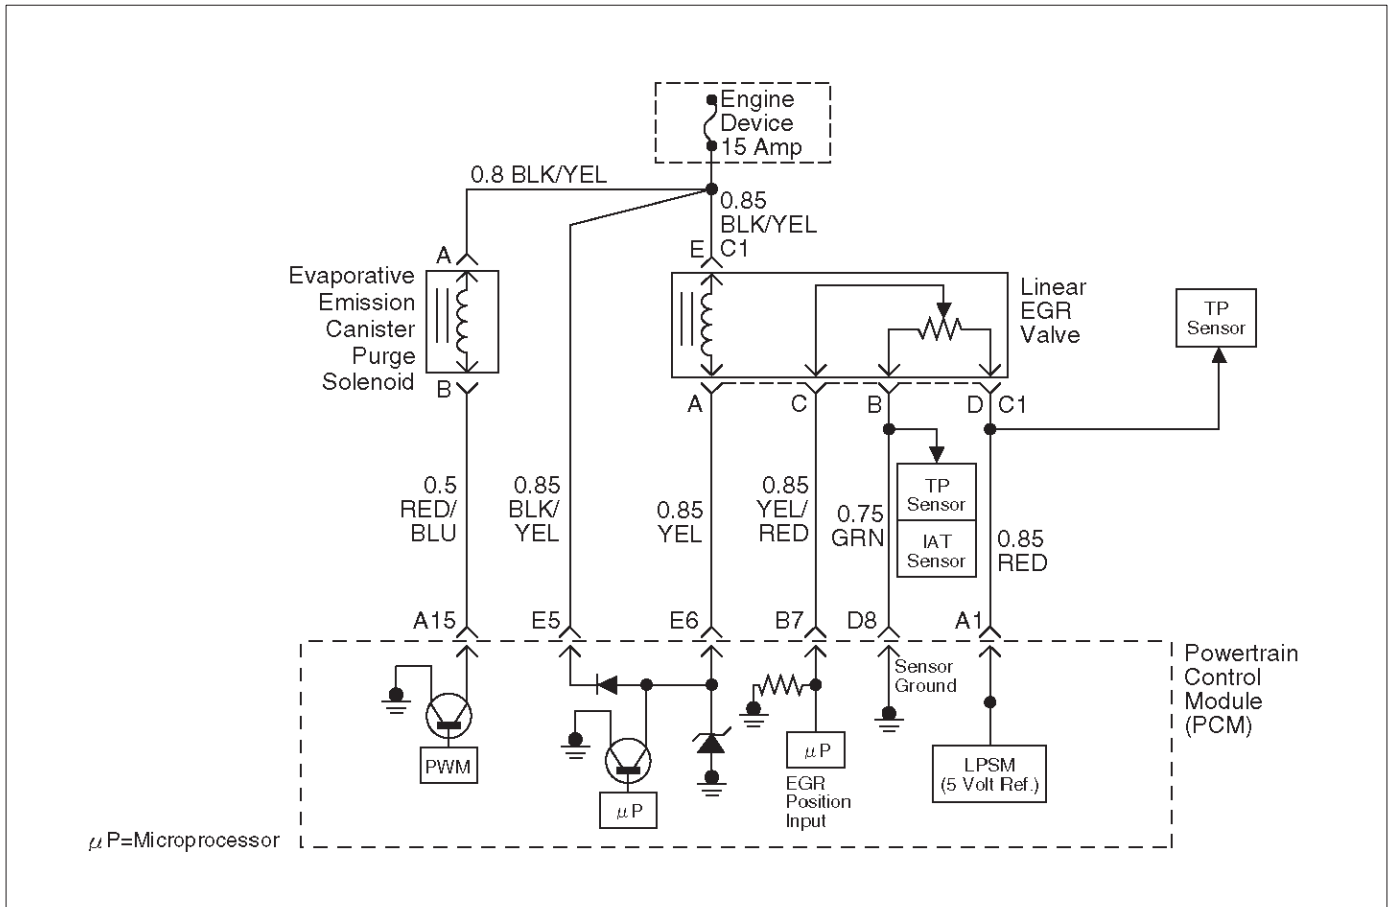 Engine
Device
15 Amp
0.8 BLK/YEL
0.85
BLK/YEL
A
E C1
Evaporative
Emission
Canister
Purge
Solenoid
Linear
EGR
Valve
TP
Sensor
B
A
C
B
D C1
0.5
RED/
BLU
0.85
BLK/
YEL
0.85
YEL
0.85
YEL/
RED
0.75
GRN
TP
Sensor
IAT
Sensor
0.85
RED
A15
E5
E6
B7
D8
A1
Sensor
Ground
Powertrain
Control
Module
(PCM)
PWM
μP
μP
EGR
Position
Input
LPSM
(5 Volt Ref.)
μP=Microprocessor